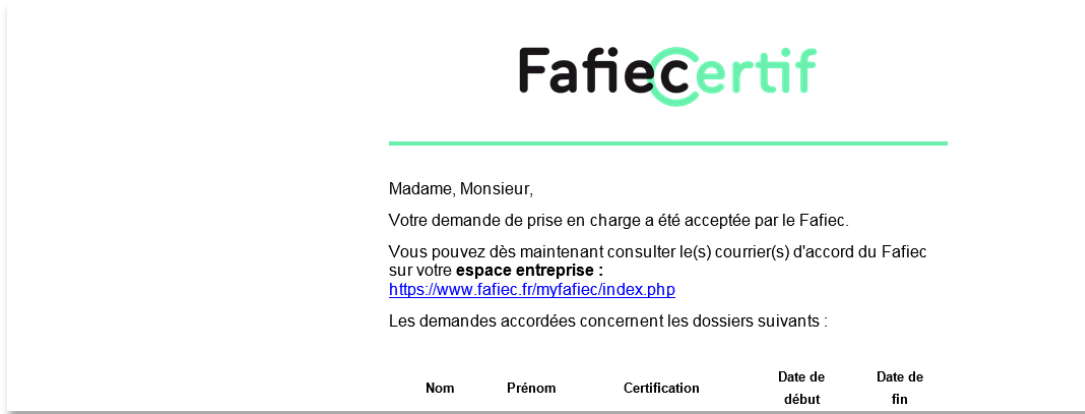 FafieCertif
Madame, Monsieur,
Votre demande de prise en charge a été acceptée par le Fafiec.
Vous pouvez dès maintenant consulter le(s) courrier(s) d'accord du Fafiec
sur votre espace entreprise :
https://www.fafiec.fr/myfafiec/index.php
Les demandes accordées concernent les dossiers suivants :
Nom Prénom Certification Date de début Date de fin